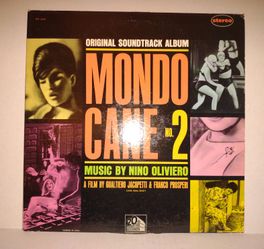 stereo
ORIGINAL SOUNDTRACK ALBUM
MONDO
CANE NO. 2
MUSIC BY NINO OLIVIERO
A FILM BY GUALTIERO JACOPETTI & FRANCO PROSPERI